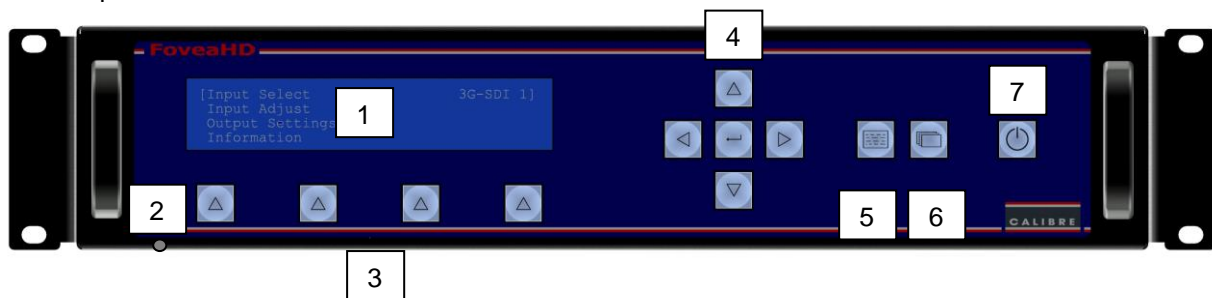 4
FoveaHD
7
[Input Select 3G-SDI 1]
1
Input Adjust
Output Settings
Information
2
5
6
CALIBRE
3